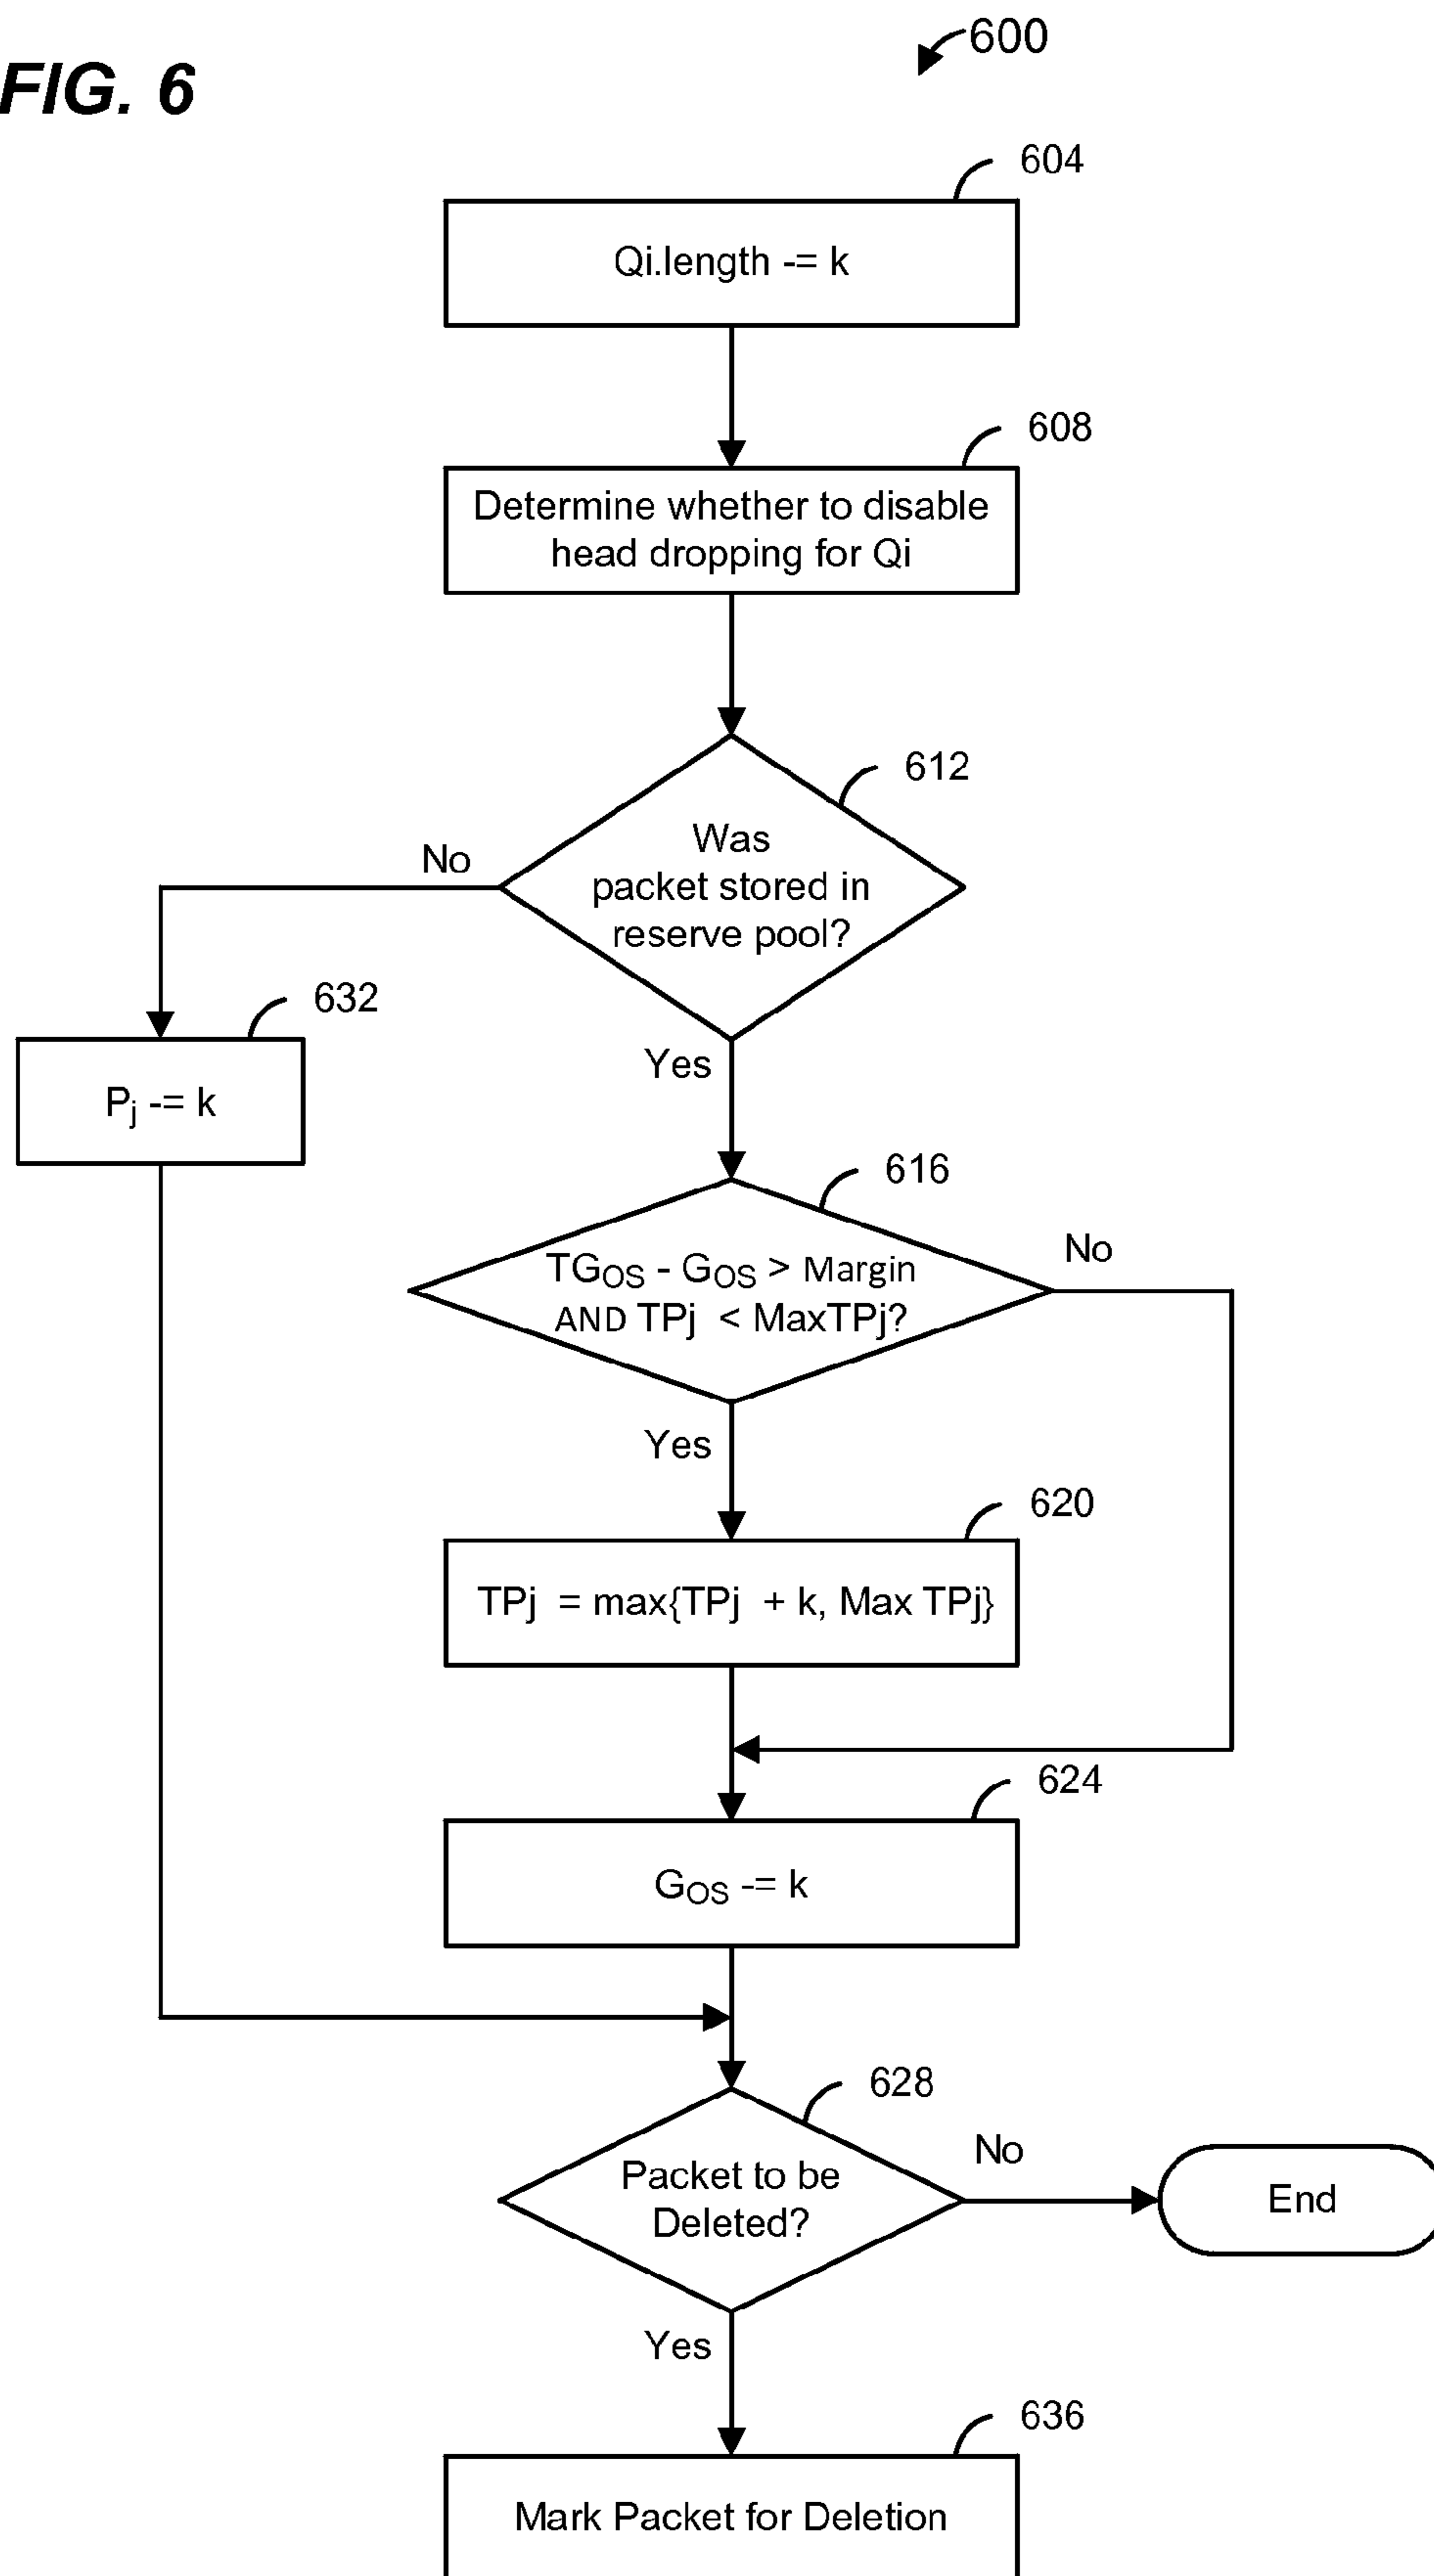 FIG. 6
600
604
Qi.length -= k
608
Determine whether to disable
head dropping for Qi
612
Was
packet stored in
reserve pool?
No
Yes
632
Pj -= k
616
TGOS - GOS > Margin
AND TPj < MaxTPj?
No
Yes
620
TPj = max{TPj + k, Max TPj}
624
GOS -= k
628
Packet to be
Deleted?
No
End
Yes
636
Mark Packet for Deletion